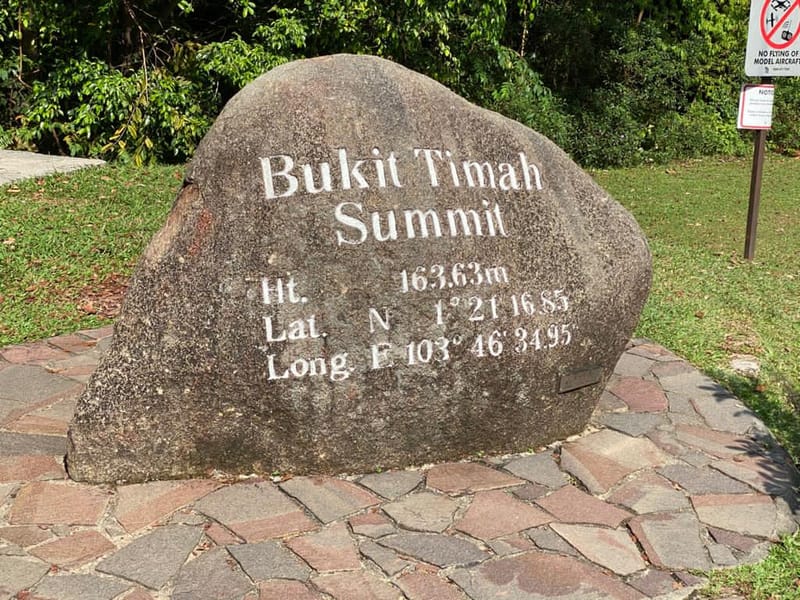 Bukit Timah
Summit
Ht. 163.63m
Lat. N 1° 21 16.85
Long. E 103° 46' 34.95"
NO FLYING OF
MODEL AIRCRAFT